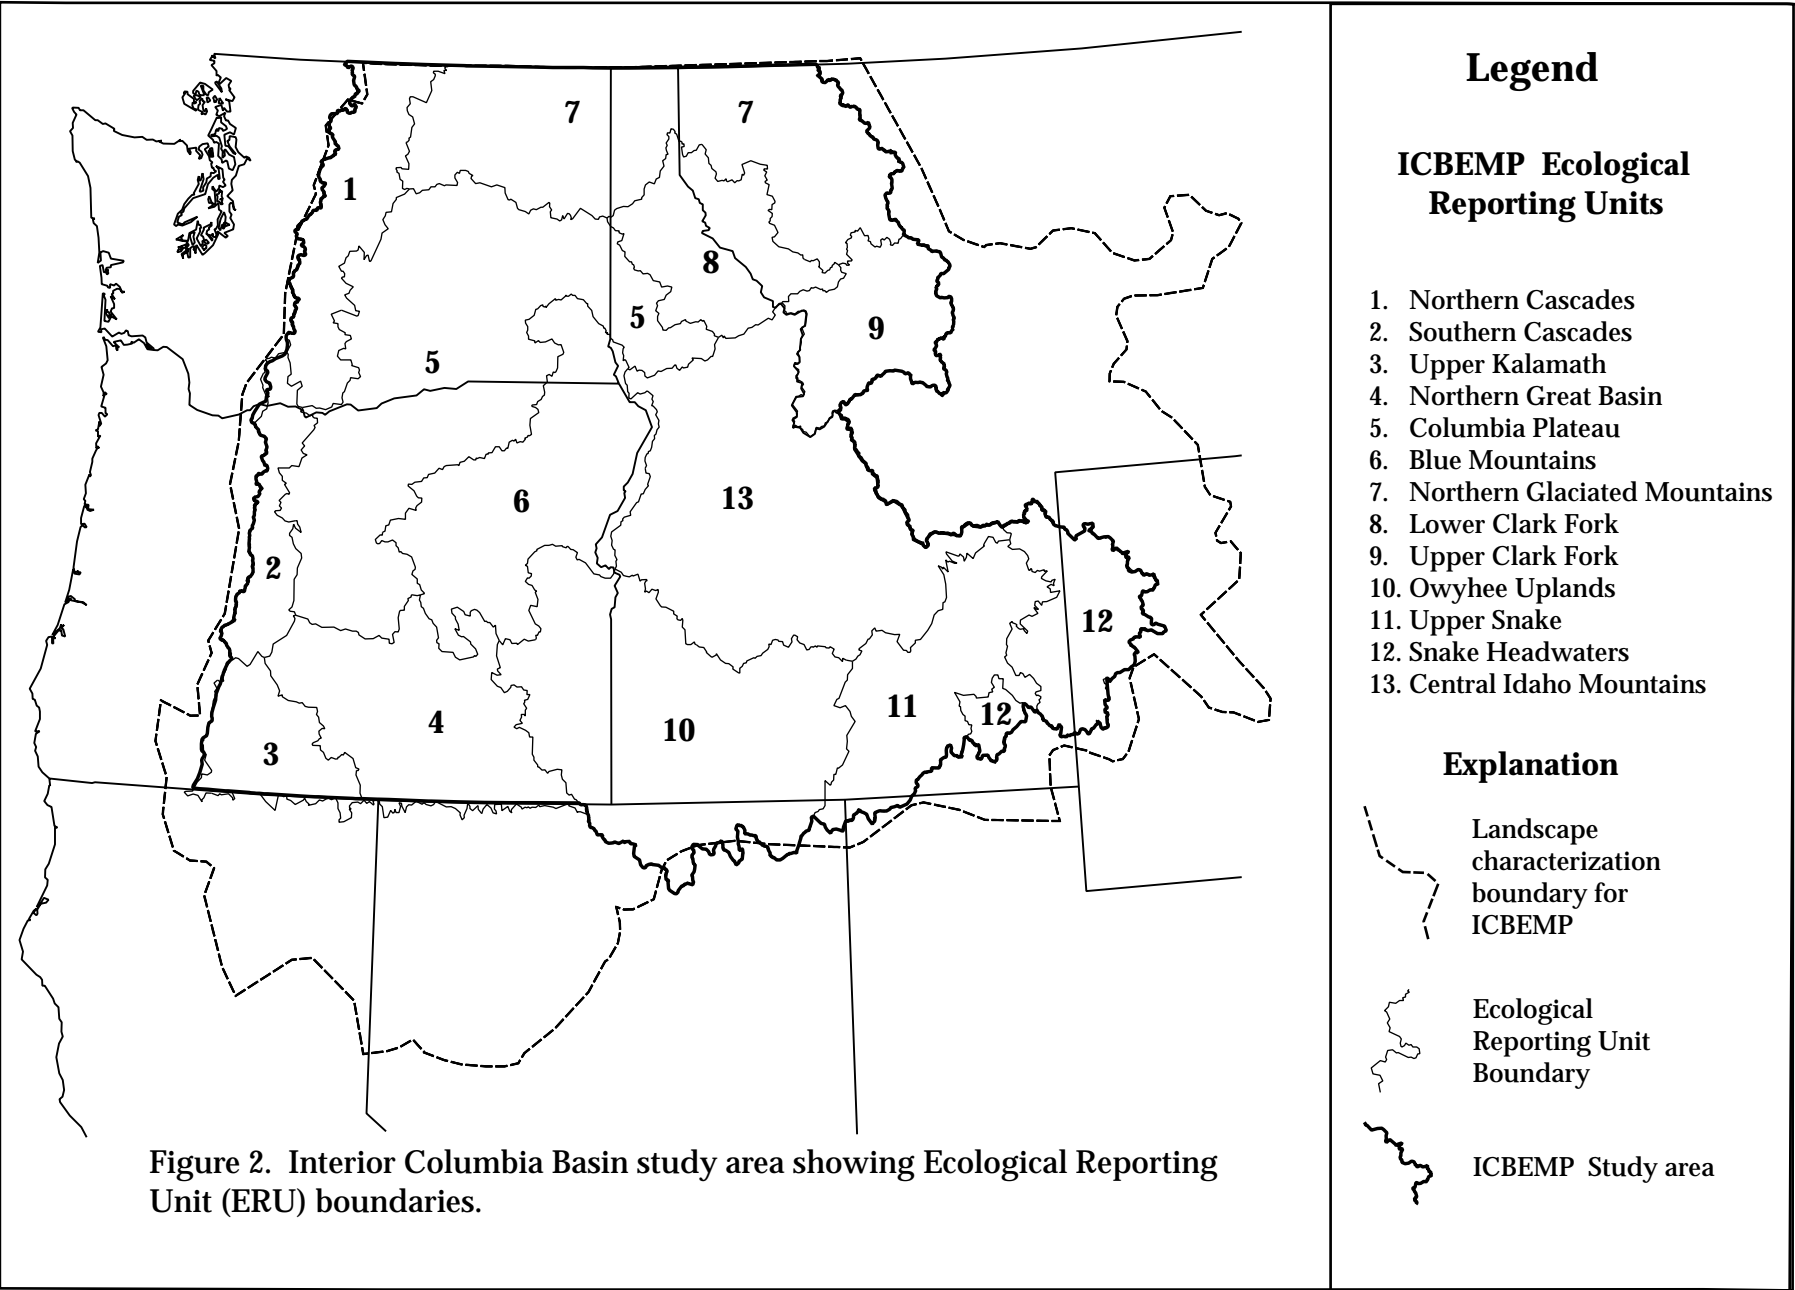 7
7
1
8
5
9
5
6
13
2
12
11
12
4
10
3
Figure 2. Interior Columbia Basin study area showing Ecological Reporting
Unit (ERU) boundaries.
Legend
ICBEMP Ecological
Reporting Units
1. Northern Cascades
2. Southern Cascades
3. Upper Kalamath
4. Northern Great Basin
5. Columbia Plateau
6. Blue Mountains
7. Northern Glaciated Mountains
8. Lower Clark Fork
9. Upper Clark Fork
10. Owyhee Uplands
11. Upper Snake
12. Snake Headwaters
13. Central Idaho Mountains
Explanation
Landscape
characterization
boundary for
ICBEMP
Ecological
Reporting Unit
Boundary
ICBEMP Study area